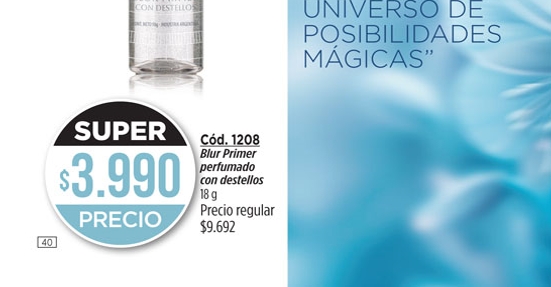 CON DESTELLOS
UNIVERSO DE
POSIBILIDADES
MÁGICAS”
SUPER
$3.990
PRECIO
Cód. 1208
Blur Primer
perfumado
con destellos
18 g
Precio regular
$9.692
40